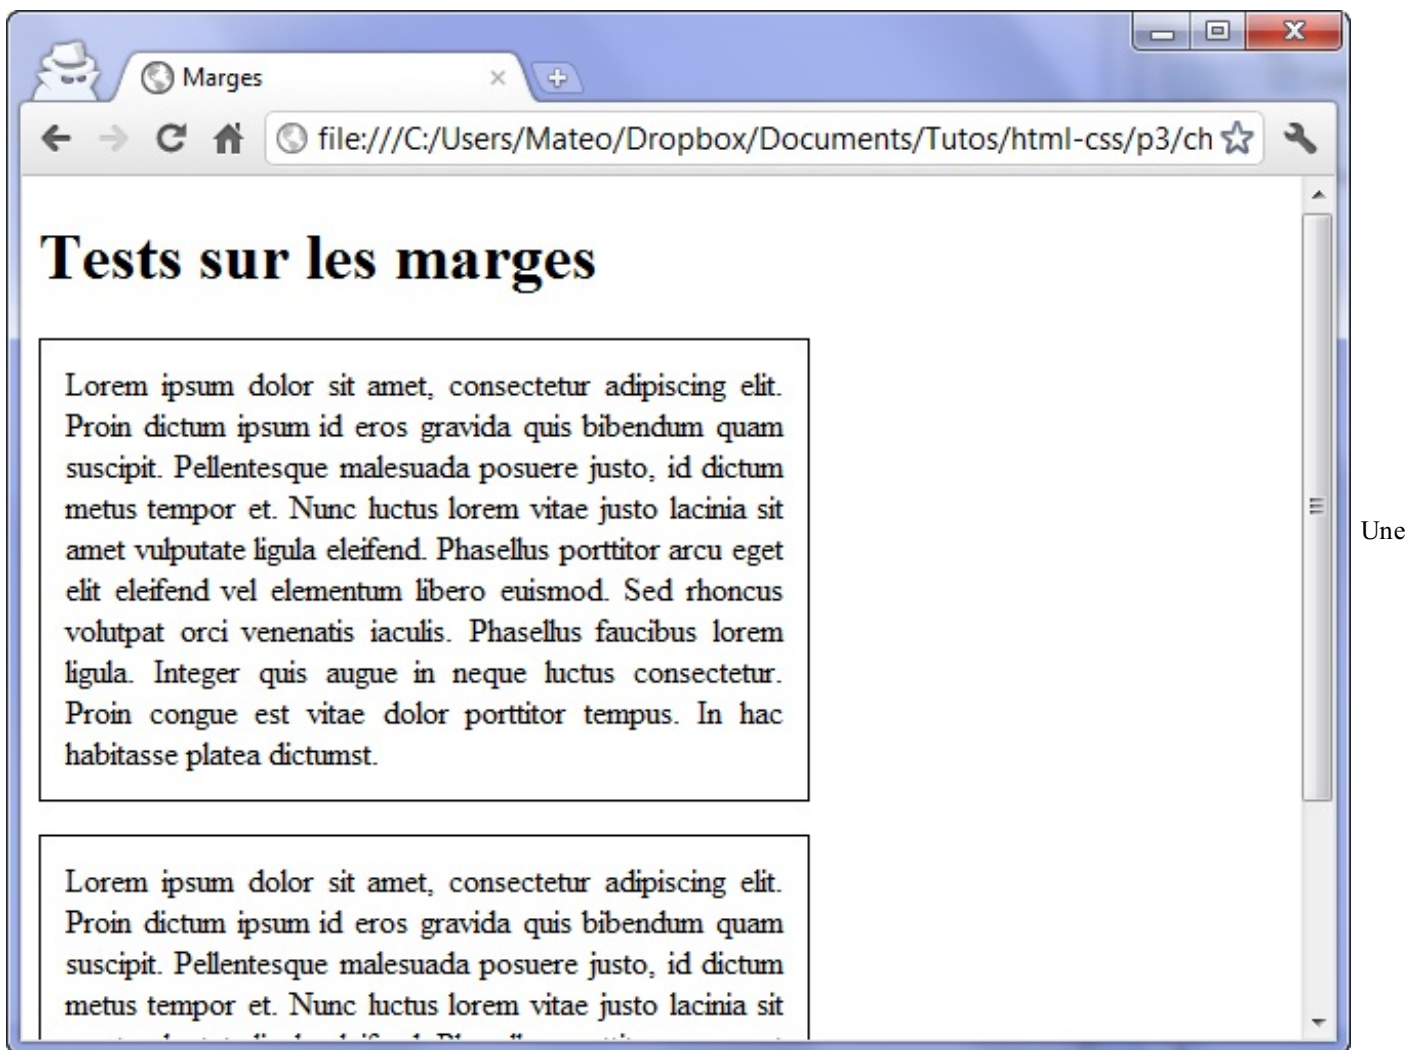 Marges
file:///C:/Users/Mateo/Dropbox/Documents/Tutos/html-css/p3/ch
Tests sur les marges
Lorem ipsum dolor sit amet, consectetur adipiscing elit.
Proin dictum ipsum id eros gravida quis bibendum quam
suscipit. Pellentesque malesuada posuere justo, id dictum
metus tempor et. Nunc luctus lorem vitae justo lacinia sit
amet vulputate ligula eleifend. Phasellus porttitor arcu eget
elit eleifend vel elementum libero euismod. Sed rhoncus
volutpat orci venenatis iaculis. Phasellus faucibus lorem
ligula. Integer quis augue in neque luctus consectetur.
Proin congue est vitae dolor porttitor tempus. In hac
habitasse platea dictumst.
Lorem ipsum dolor sit amet, consectetur adipiscing elit.
Proin dictum ipsum id eros gravida quis bibendum quam
suscipit. Pellentesque malesuada posuere justo, id dictum
metus tempor et. Nunc luctus lorem vitae justo lacinia sit
Une